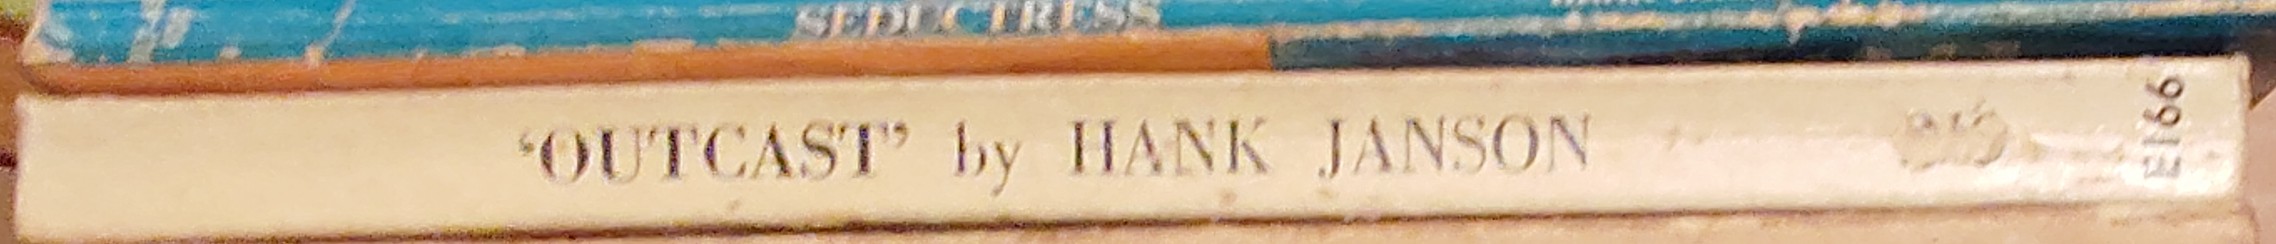 SEDUCTRESS
‘OUTCAST’ by HANK JANSON
E166